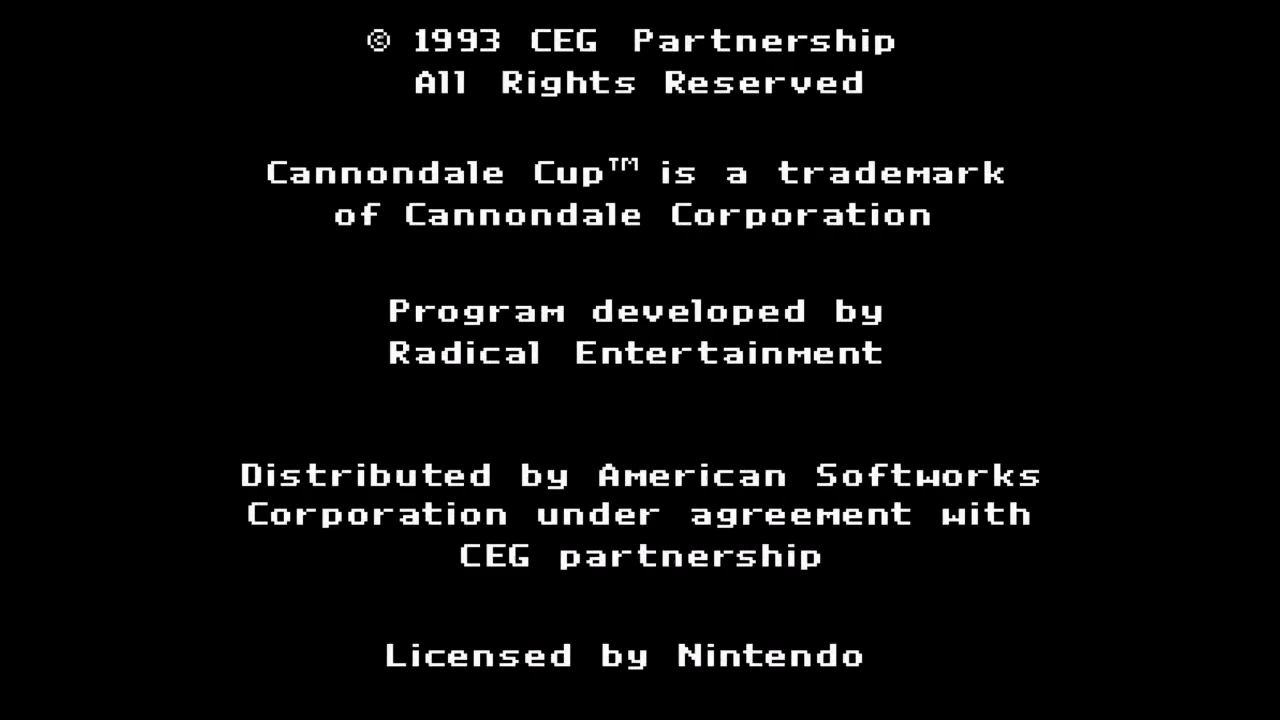 © 1993 CEG Partnership
All Rights Reserved
Cannondale Cup™ is a trademark
of Cannondale Corporation
Program developed by
Radical Entertainment
Distributed by American Softworks
Corporation under agreement with
CEG partnership
Licensed by Nintendo